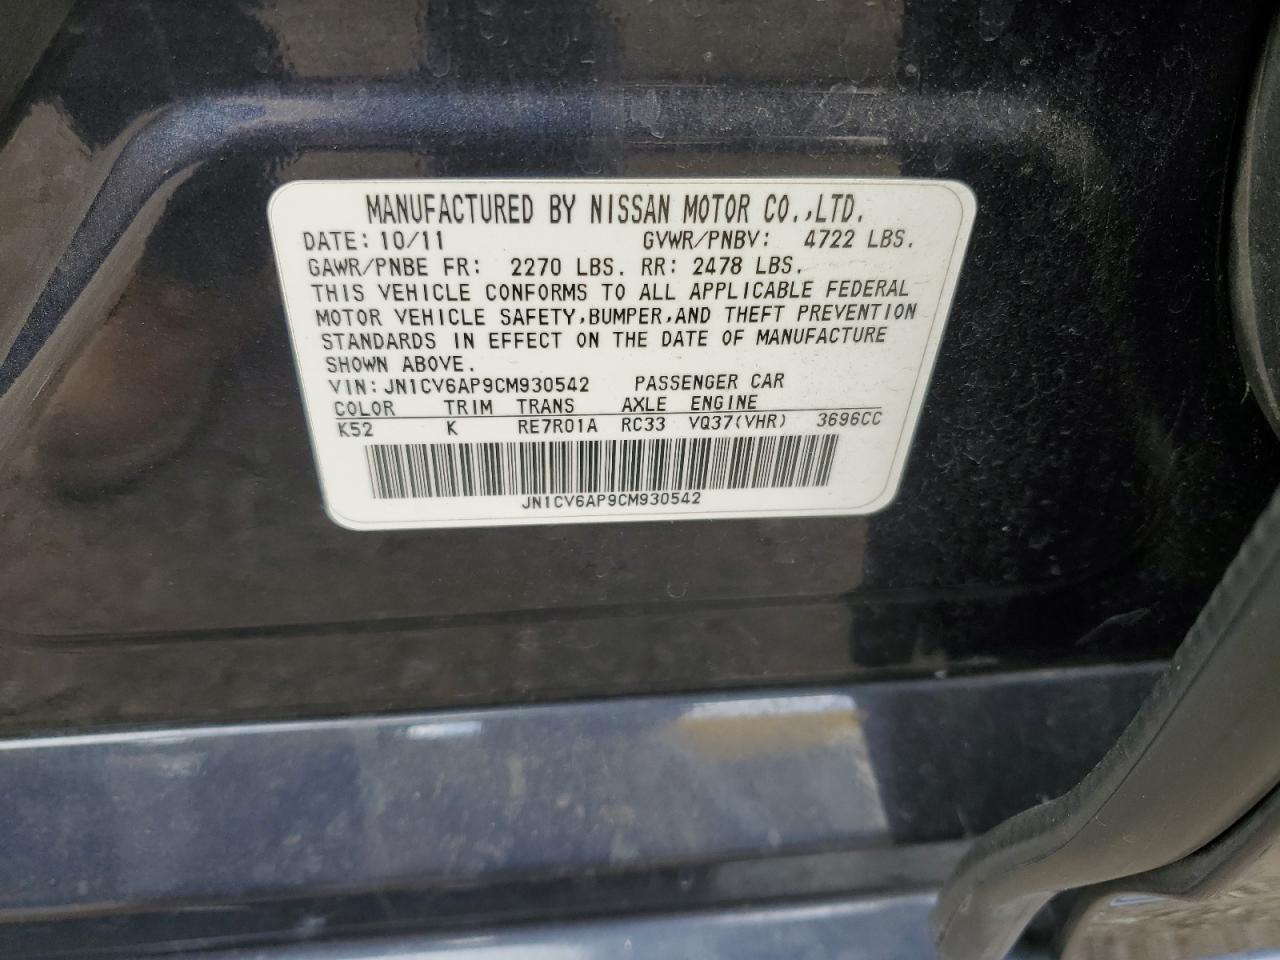 MANUFACTURED BY NISSAN MOTOR CO.,LTD.
DATE: 10/11 GVWR/PNBV: 4722 LBS.
GAWR/PNBE FR: 2270 LBS. RR: 2478 LBS.
THIS VEHICLE CONFORMS TO ALL APPLICABLE FEDERAL
MOTOR VEHICLE SAFETY,BUMPER,AND THEFT PREVENTION
STANDARDS IN EFFECT ON THE DATE OF MANUFACTURE
SHOWN ABOVE.
VIN: JN1CV6AP9CM930542 PASSENGER CAR
COLOR TRIM TRANS AXLE ENGINE
K52 K RE7R01A RC33 VQ37(VHR) 3696CC
JN1CV6AP9CM930542